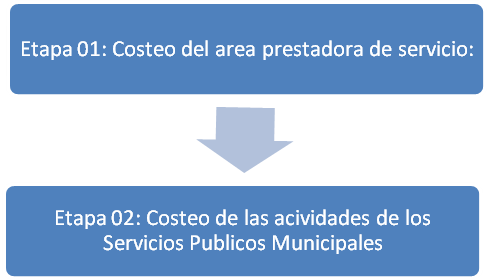 Etapa 01: Costeo del area prestadora de servicio:
Etapa 02: Costeo de las acividades de los
Servicios Publicos Municipales